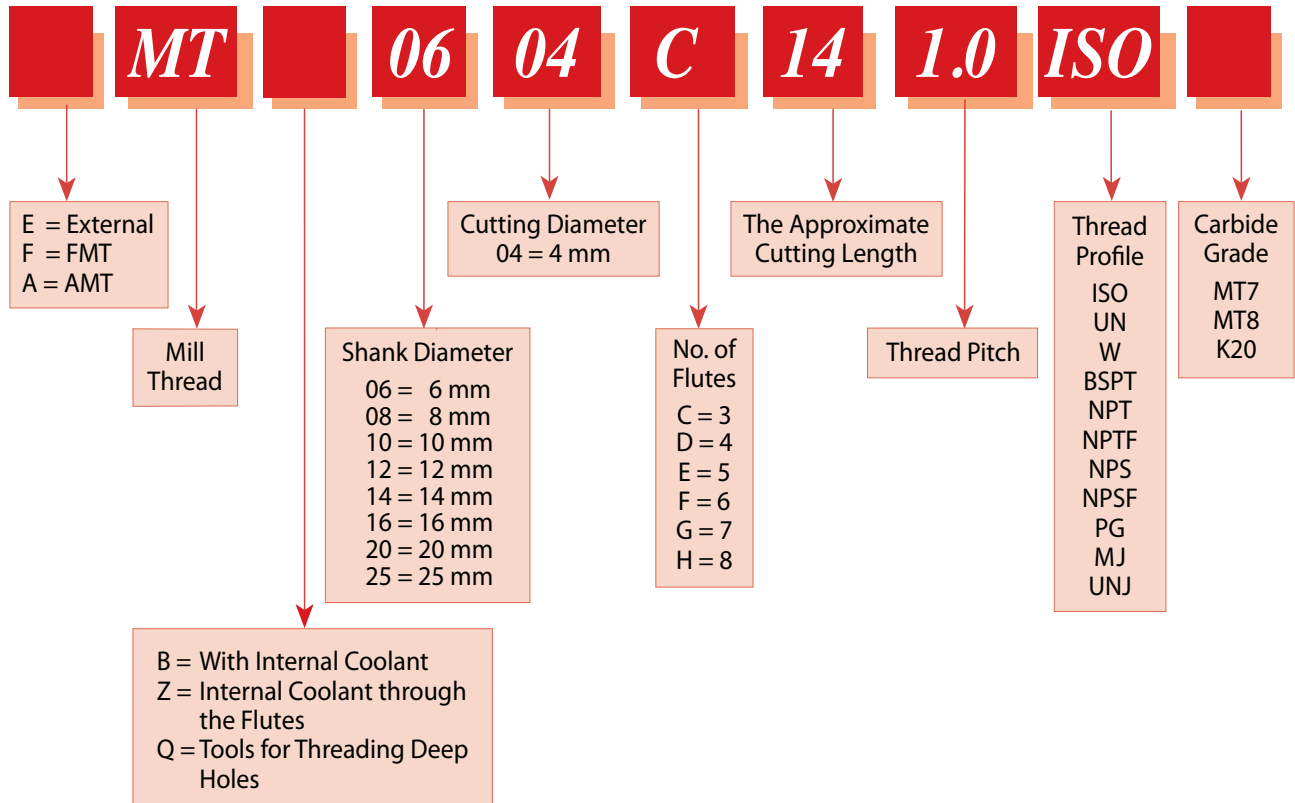 MT 06 04 C 14 1.0 ISO
E = External
F = FMT
A = AMT
Mill
Thread
B = With Internal Coolant
Z = Internal Coolant through
the Flutes
Q = Tools for Threading Deep
Holes
Shank Diameter
06 = 6 mm
08 = 8 mm
10 = 10 mm
12 = 12 mm
14 = 14 mm
16 = 16 mm
20 = 20 mm
25 = 25 mm
Cutting Diameter
04 = 4 mm
No. of
Flutes
C = 3
D = 4
E = 5
F = 6
G = 7
H = 8
The Approximate
Cutting Length
Thread Pitch
Thread
Profile
ISO
UN
W
BSPT
NPT
NPTF
NPS
NPSF
PG
MJ
UNJ
Carbide
Grade
MT7
MT8
K20